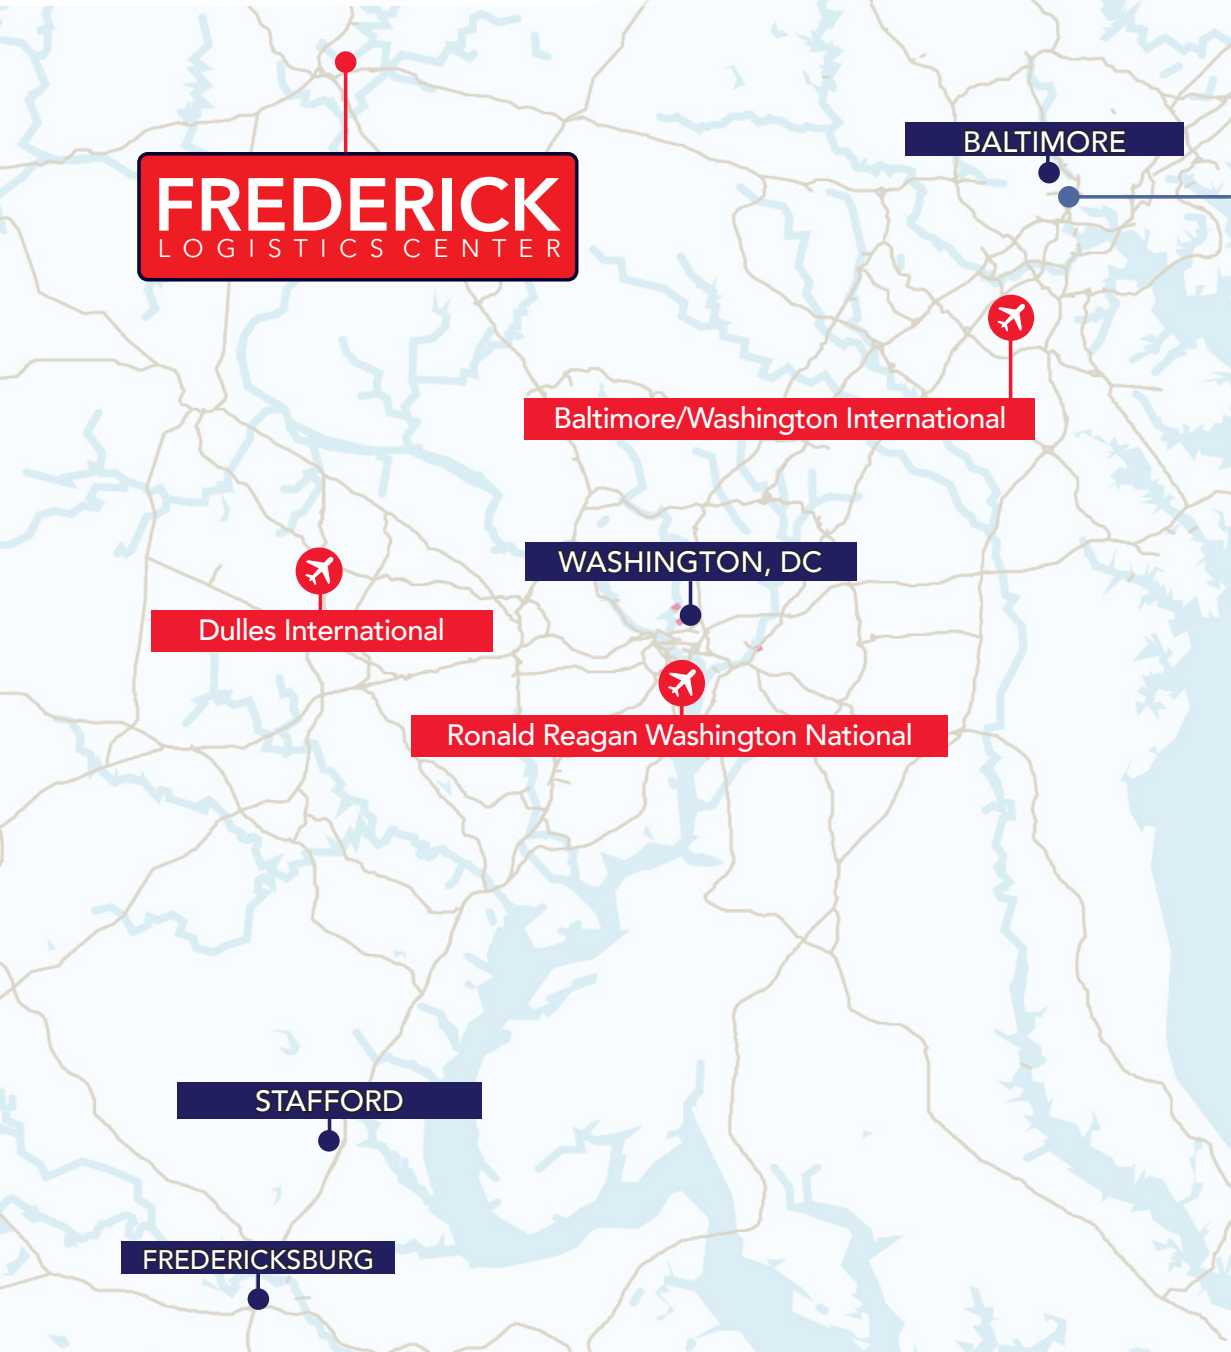 BALTIMORE
FREDERICK
LOGISTICS CENTER
Baltimore/Washington International
WASHINGTON, DC
Dulles International
Ronald Reagan Washington National
STAFFORD
FREDERICKSBURG